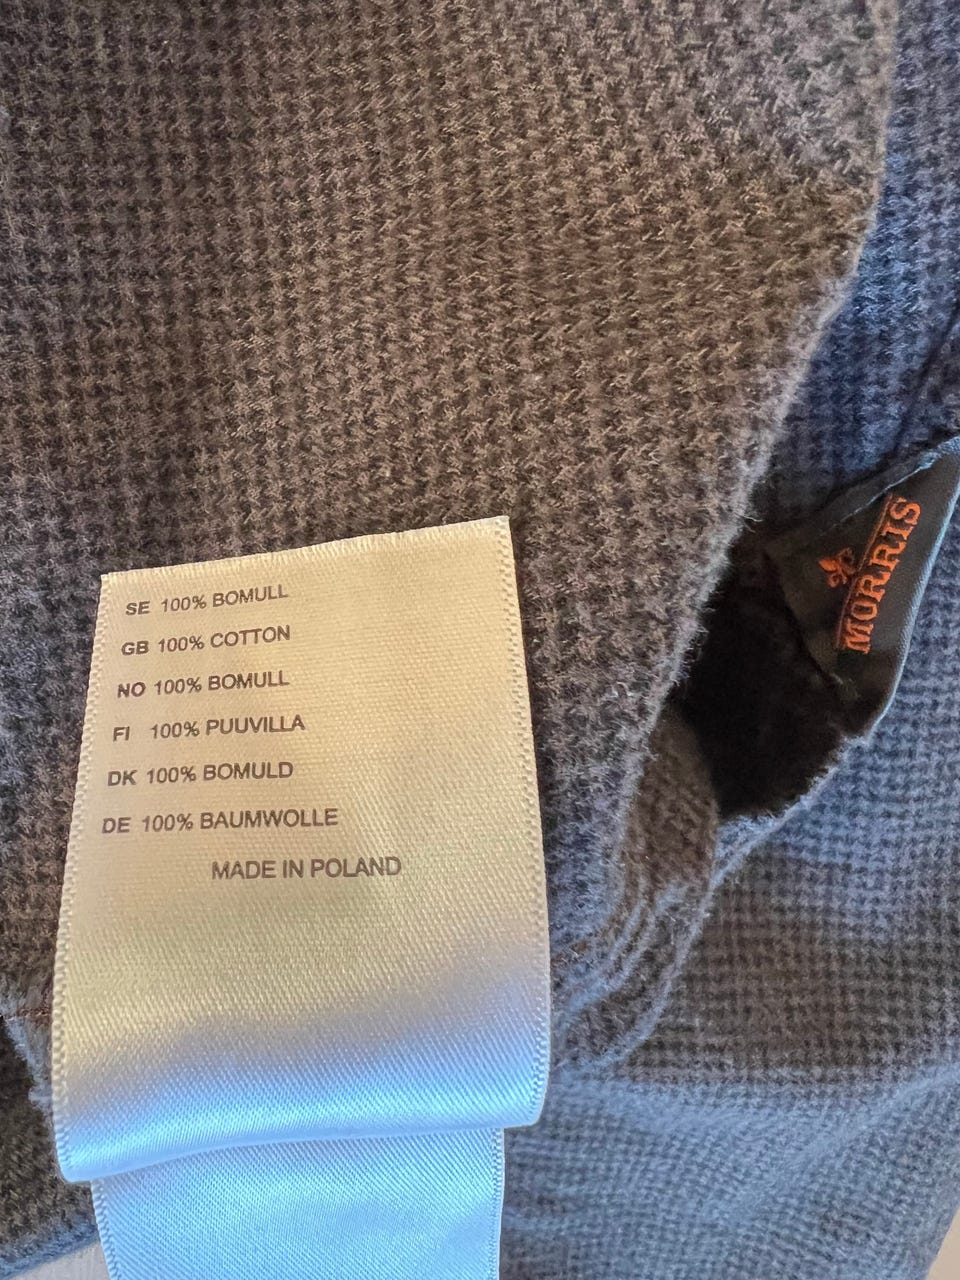 SE 100% BOMULL
GB 100% COTTON
NO 100% BOMULL
FI 100% PUUVILLA
DK 100% BOMULD
DE 100% BAUMWOLLE
MADE IN POLAND
MORRIS